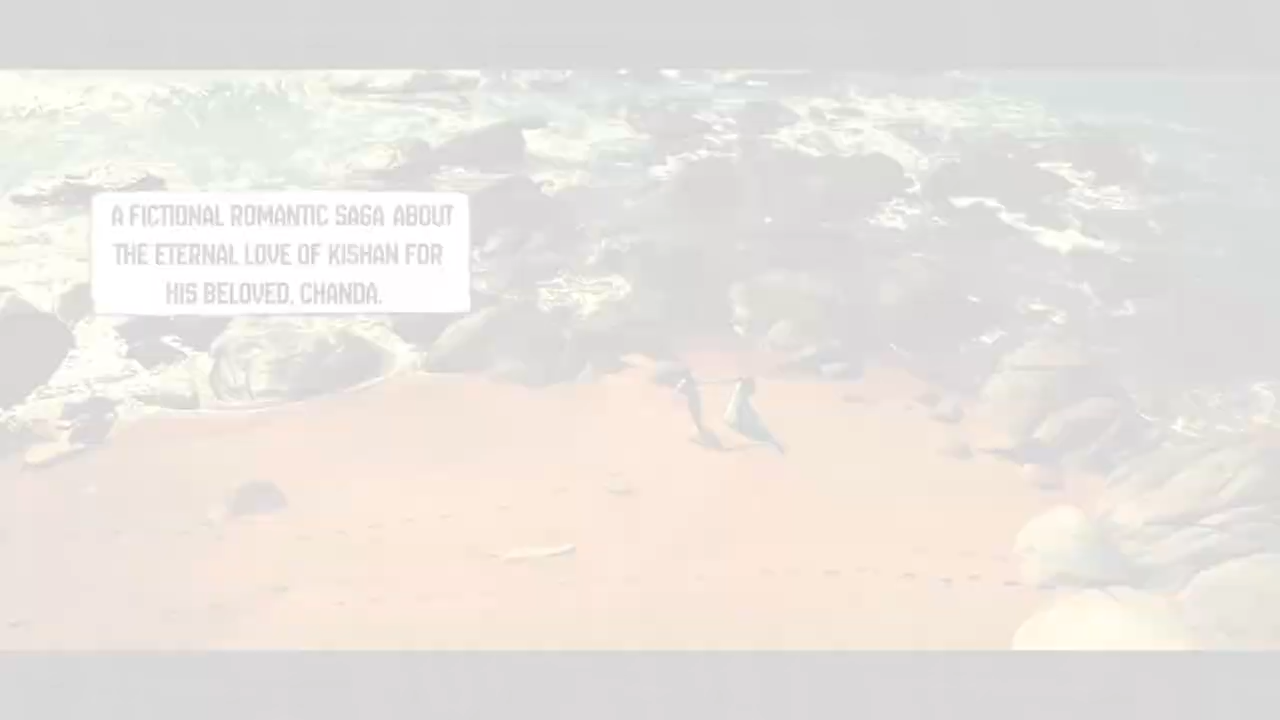 A FICTIONAL ROMANTIC SAGA ABOUT
THE ETERNAL LOVE OF KISHAN FOR
HIS BELOVED, CHANDA.